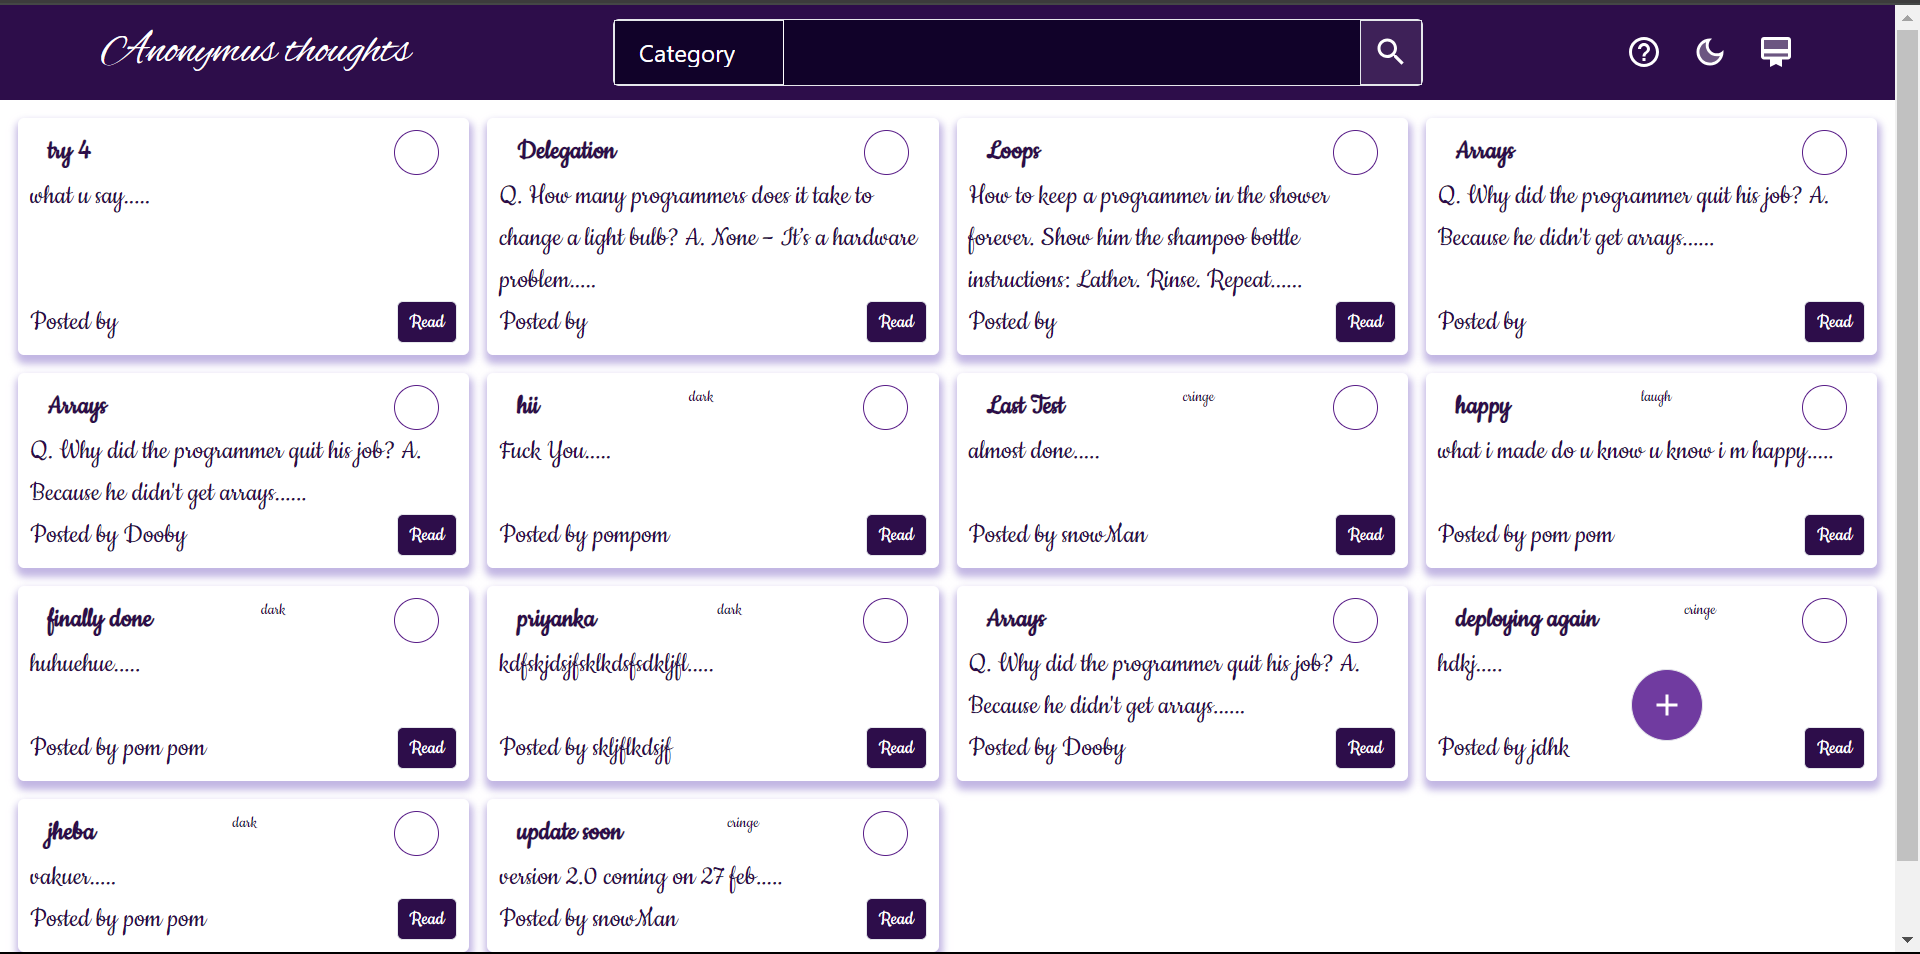 Anonymus thoughts
Category
try 4
what u say.....
Posted by
Read
Delegation
Q. How many programmers does it take to
change a light bulb? A. None – It's a hardware
problem.....
Posted by
Read
Loops
How to keep a programmer in the shower
forever. Show him the shampoo bottle
instructions: Lather. Rinse. Repeat......
Posted by
Read
Arrays
Q. Why did the programmer quit his job? A.
Because he didn't get arrays......
Posted by
Read
Arrays
Q. Why did the programmer quit his job? A.
Because he didn't get arrays......
Posted by Dooby
Read
hii
dark
Fuck You.....
Posted by pompom
Read
Last Test
cringe
almost done.....
Posted by snowMan
Read
happy
laugh
what i made do u know u know i m happy.....
Posted by pom pom
Read
finally done
dark
huhuehue.....
Posted by pom pom
Read
priyanka
dark
kdfskjdsjfsklkdsfsdkljfl.....
Posted by skljflkdsjf
Read
Arrays
Q. Why did the programmer quit his job? A.
Because he didn't get arrays......
Posted by Dooby
Read
deploying again
cringe
hdkj.....
Posted by jdhk
Read
jheba
dark
vakuer.....
Posted by pom pom
Read
update soon
cringe
version 2.0 coming on 27 feb.....
Posted by snowMan
Read